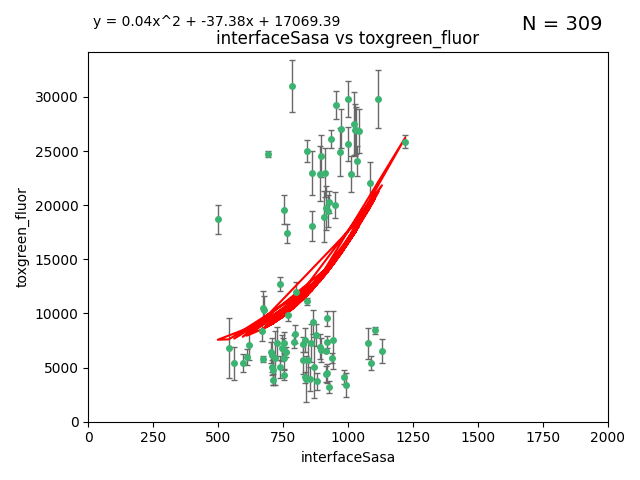 y = 0.04x^2 + -37.38x + 17069.39
N = 309
interfaceSasa vs toxgreen_fluor
30000
25000
20000
15000
10000
5000
0
toxgreen_fluor
0 250 500 750 1000 1250 1500 1750 2000
interfaceSasa